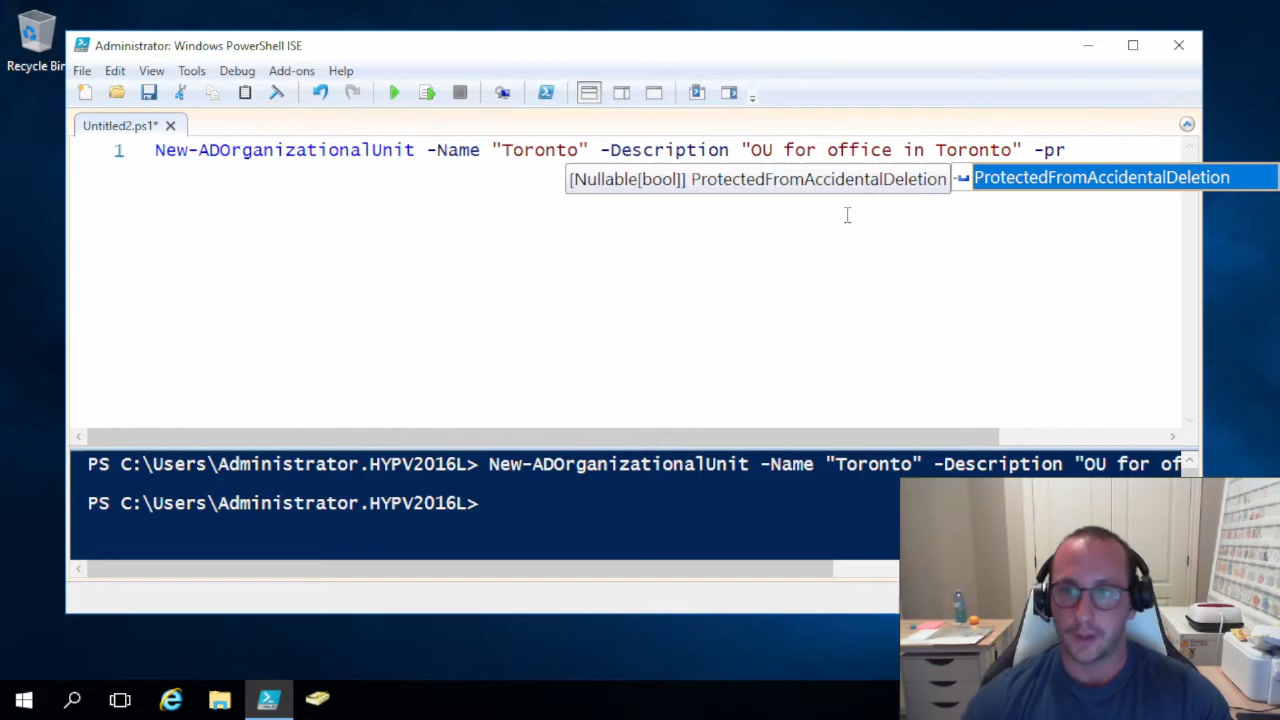 Recycle Bin
Administrator: Windows PowerShell ISE
File Edit View Tools Debug Add-ons Help
Untitled2.ps1* X
1 New-ADOrganizationalUnit -Name "Toronto" -Description "OU for office in Toronto" -pr
[Nullable[bool]] ProtectedFromAccidentalDeletion
ProtectedFromAccidentalDeletion
PS C:\Users\Administrator.HYPV2016L> New-ADOrganizationalUnit -Name "Toronto" -Description "OU for of
PS C:\Users\Administrator.HYPV2016L>